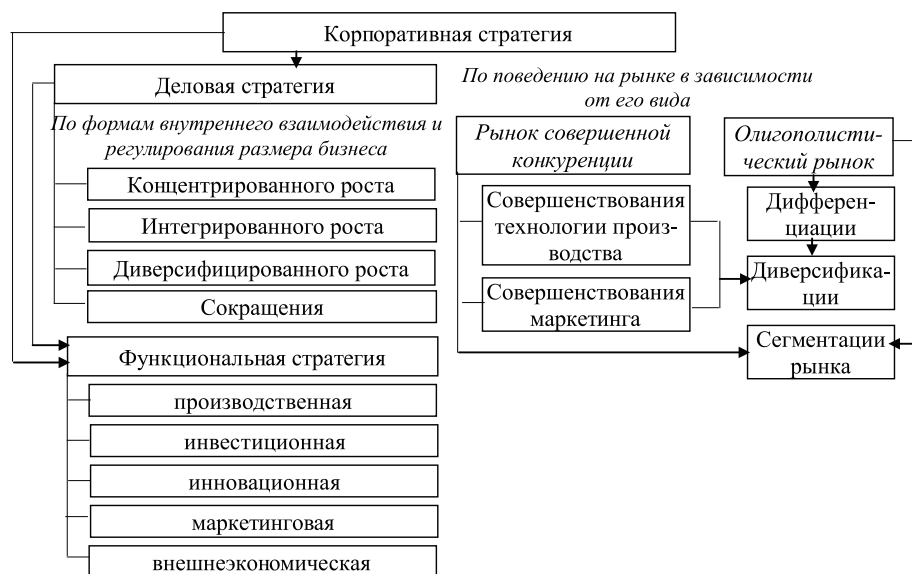 Корпоративная стратегия
Деловая стратегия
По формам внутреннего взаимодействия и
регулирования размера бизнеса
Концентрированного роста
Интегрированного роста
Диверсифицированного роста
Сокращения
Функциональная стратегия
производственная
инвестиционная
инновационная
маркетинговая
внешнеэкономическая
По поведению на рынке в зависимости
от его вида
Рынок совершенной
конкуренции
Совершенствования
технологии произ-
водства
Совершенствования
маркетинга
Олигополисти-
ческий рынок
Дифферен-
циации
Диверсифика-
ции
Сегментации
рынка